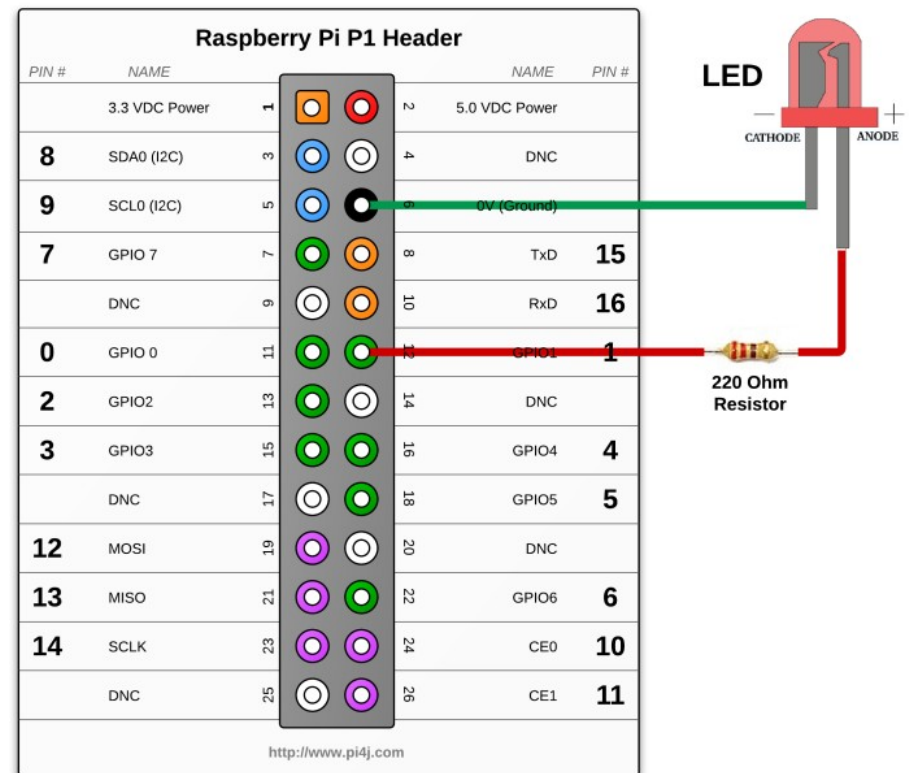 Raspberry Pi P1 Header
PIN # NAME NAME PIN #
3.3 VDC Power 1 2 5.0 VDC Power
8 SDA0 (I2C) 3 4 DNC
9 SCL0 (I2C) 5 6 0V (Ground)
7 GPIO 7 7 8 TxD 15
DNC 9 10 RxD 16
0 GPIO 0 11 12 GPIO1 1
2 GPIO2 13 14 DNC
3 GPIO3 15 16 GPIO4 4
DNC 17 18 GPIO5 5
12 MOSI 19 20 DNC
13 MISO 21 22 GPIO6 6
14 SCLK 23 24 CE0 10
DNC 25 26 CE1 11
http://www.pi4j.com
LED
— +
CATHODE ANODE
220 Ohm
Resistor